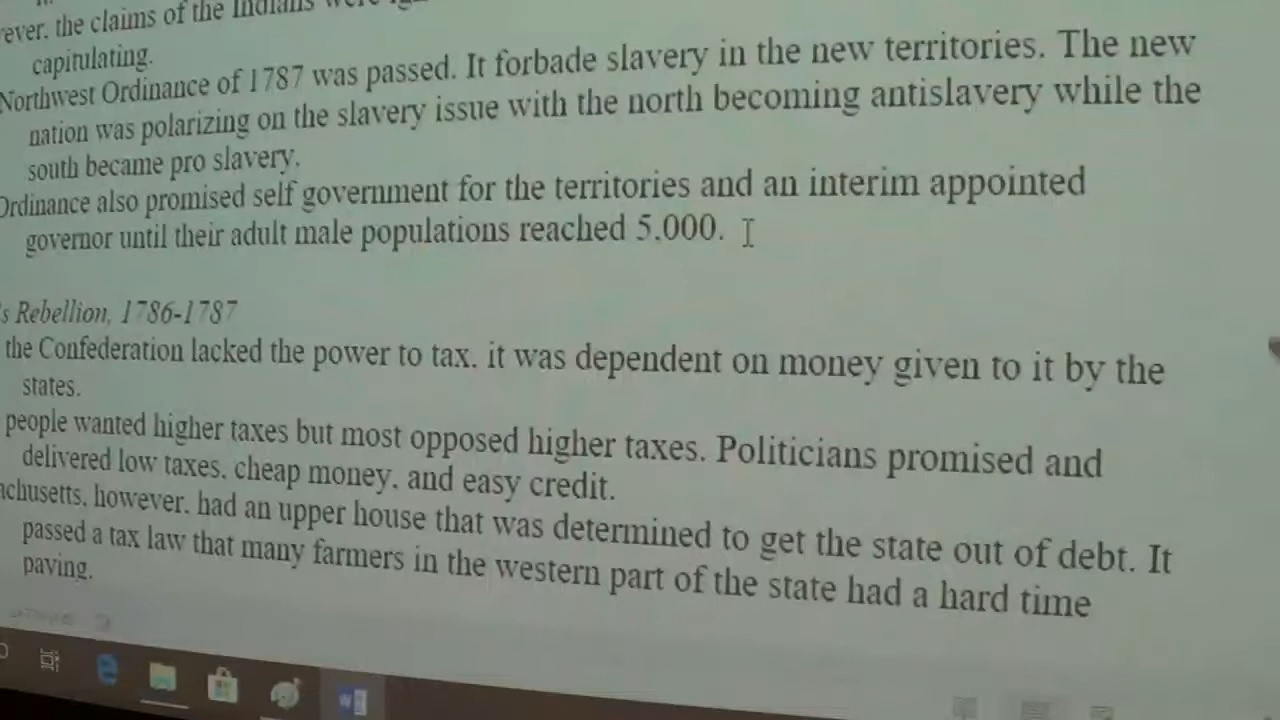 ever, the claims of the Indians were
capitulating.
Northwest Ordinance of 1787 was passed. It forbade slavery in the new territories. The new
nation was polarizing on the slavery issue with the north becoming antislavery while the
south became pro slavery.
Ordinance also promised self government for the territories and an interim appointed
governor until their adult male populations reached 5,000.
s Rebellion, 1786-1787
the Confederation lacked the power to tax, it was dependent on money given to it by the
states.
people wanted higher taxes but most opposed higher taxes. Politicians promised and
delivered low taxes, cheap money, and easy credit.
achusetts, however, had an upper house that was determined to get the state out of debt. It
passed a tax law that many farmers in the western part of the state had a hard time
paying.